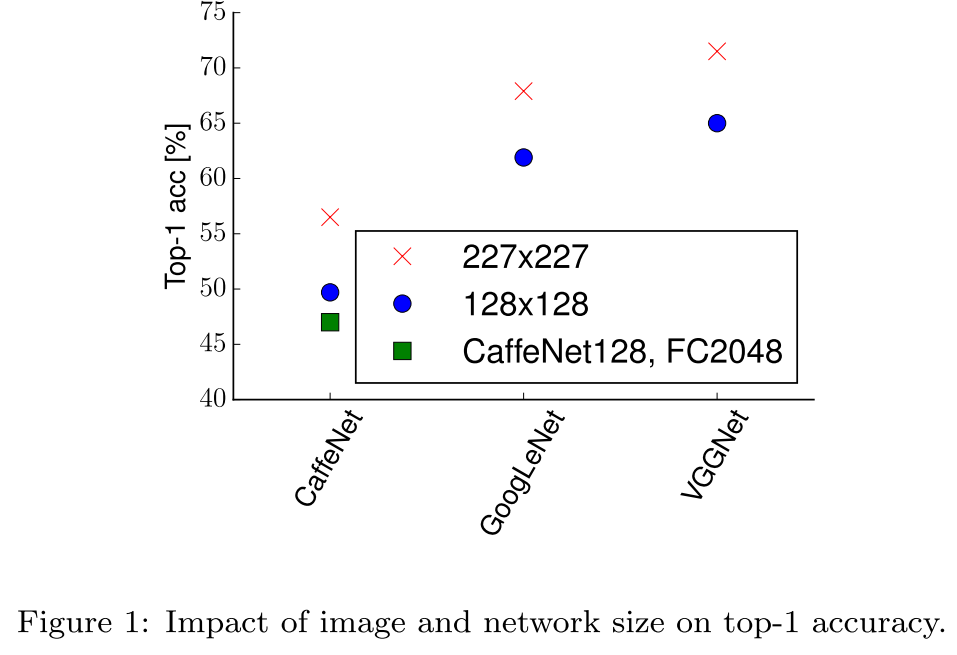 75
70
65
60
55
50
45
40
Top-1 acc [%]
227x227
128x128
CaffeNet128, FC2048
CaffeNet
GoogLeNet
VGGNet
Figure 1: Impact of image and network size on top-1 accuracy.